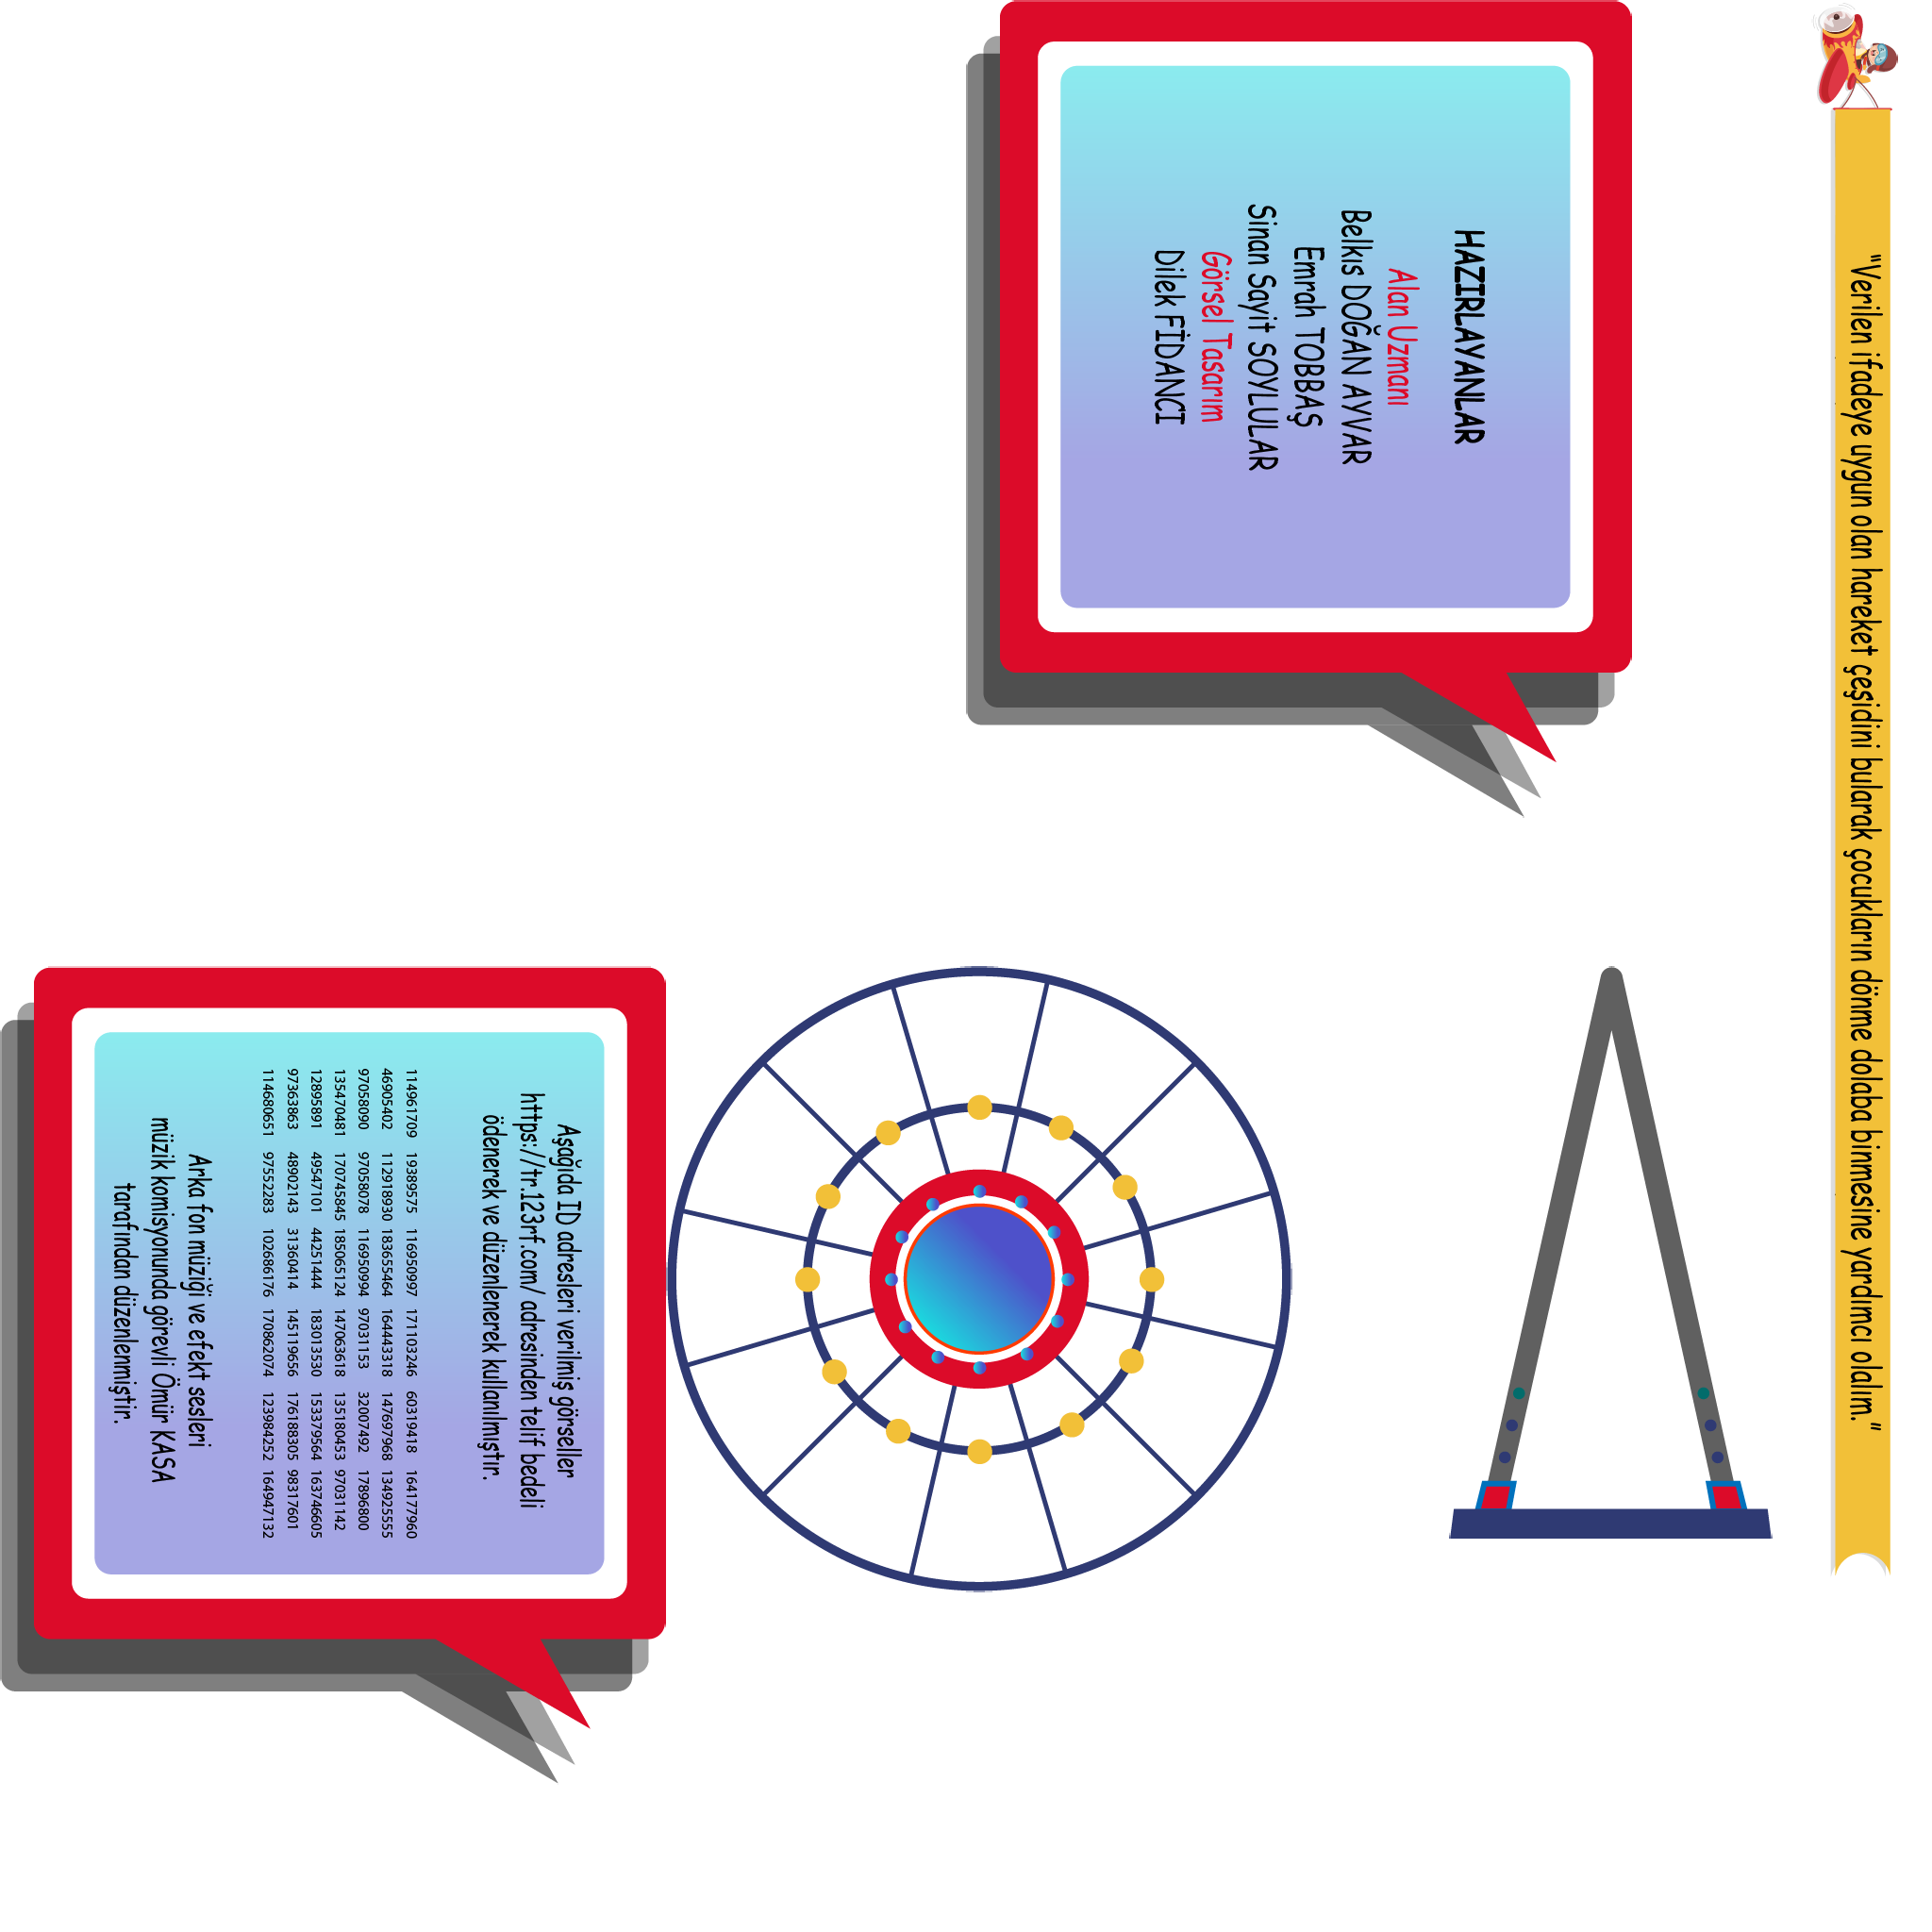 "Verilen ifadeye uygun olan hareket çeşidini bularak çocukların dönme dolaba binmesine yardımcı olalım."
HAZIRLAYANLAR
Alan Uzmanı
Belkıs DOĞAN AVVAR
Emrah TOBBAŞ
Sinan Sayit SOYLULAR
Görsel Tasarım
Dilek FİDANCI
Aşağıda ID adresleri verilmiş görseller
https://tr.123rf.com/ adresinden telif bedeli
ödenerek ve düzenlenerek kullanılmıştır.
114961709 19389575 116950997 171103246 60319418 164177960
46905402 112918930 183655464 164443318 147697968 134925555
97058090 97058078 116950994 97031153 32007492 17896800
135470481 170745845 185065124 147063618 135180453 97031142
12895891 49547101 44251444 183013530 153379564 163746605
97363863 48902143 31360414 145119656 176188305 98317601
114680651 97552283 102686176 170862074 123984252 164947132
Arka fon müziği ve efekt sesleri
müzik komisyonunda görevli Ömür KASA
tarafından düzenlenmiştir.